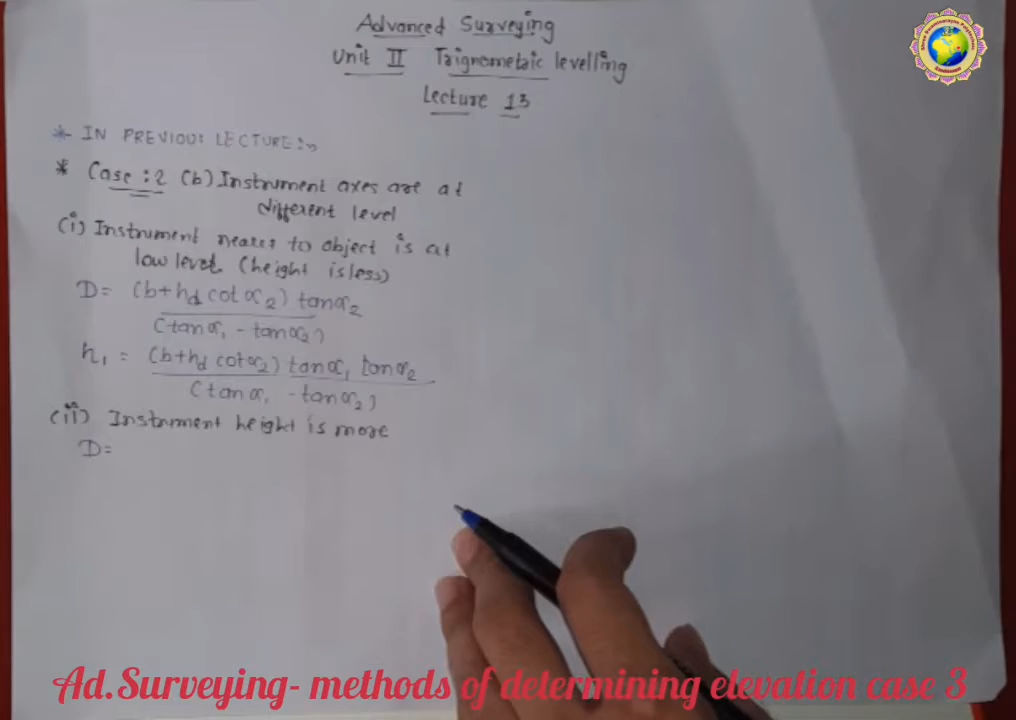 Advanced Surveying
Unit II Trignometric levelling
Lecture 13
* IN PREVIOUS LECTURE:~
* Case : 2 (b) Instrument axes are at
different level
(i) Instrument nearer to object is at
low level. (height is less)
D = (b+hd cot α2) tan α2
(tan α1 - tan α2)
h1 = (b+hd cot α2) tan α1 tan α2
(tan α1 - tan α2)
(ii) Instrument height is more
D =
Ad.Surveying- methods of determining elevation case 3